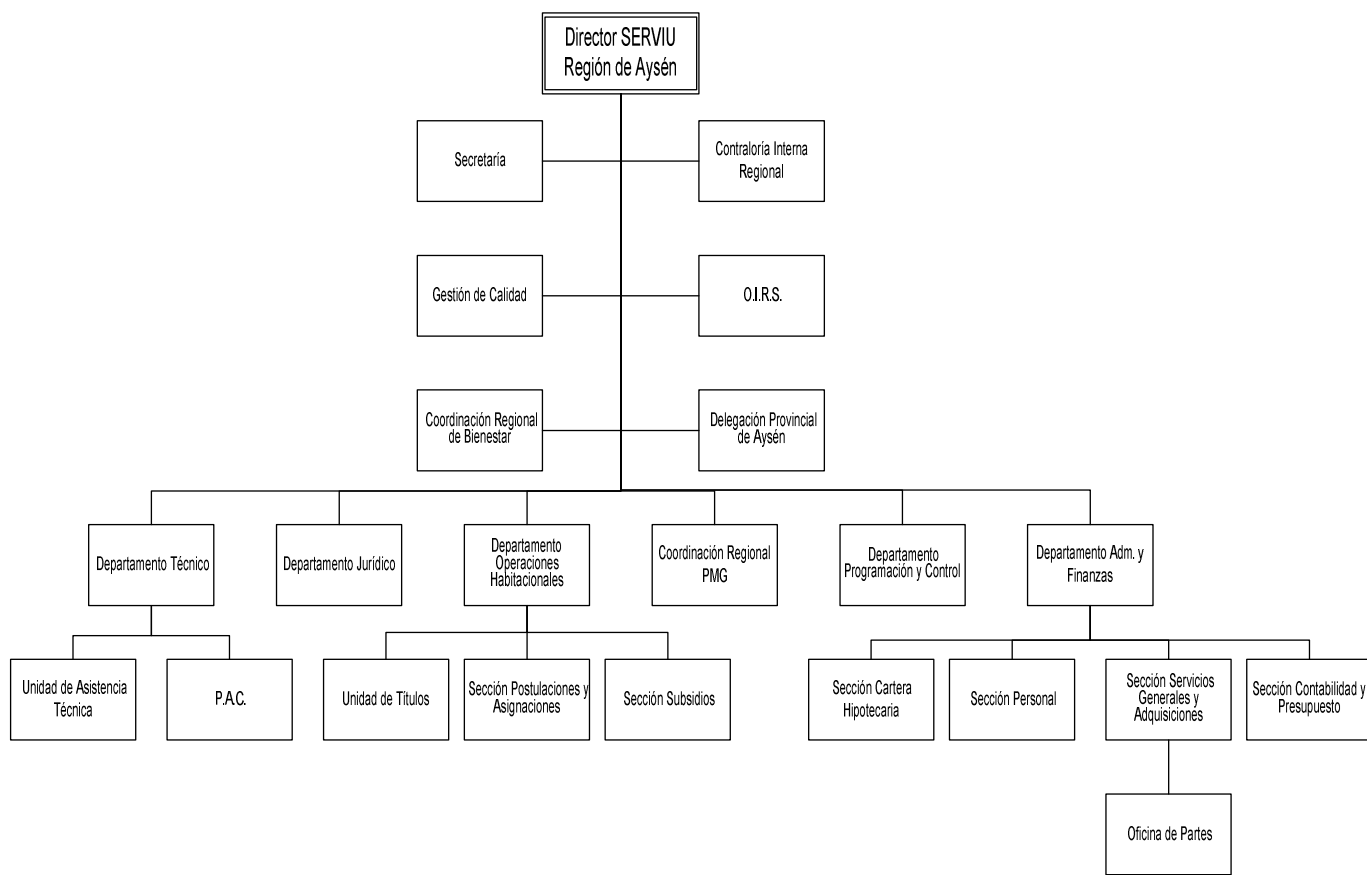 Director SERVIU
Región de Aysén
Secretaría
Contraloría Interna
Regional
Gestión de Calidad
O.I.R.S.
Coordinación Regional
de Bienestar
Delegación Provincial
de Aysén
Departamento Técnico
Departamento Jurídico
Departamento
Operaciones
Habitacionales
Coordinación Regional
PMG
Departamento
Programación y Control
Departamento Adm. y
Finanzas
Unidad de Asistencia
Técnica
P.A.C.
Unidad de Títulos
Sección Postulaciones y
Asignaciones
Sección Subsidios
Sección Cartera
Hipotecaria
Sección Personal
Sección Servicios
Generales y
Adquisiciones
Sección Contabilidad y
Presupuesto
Oficina de Partes